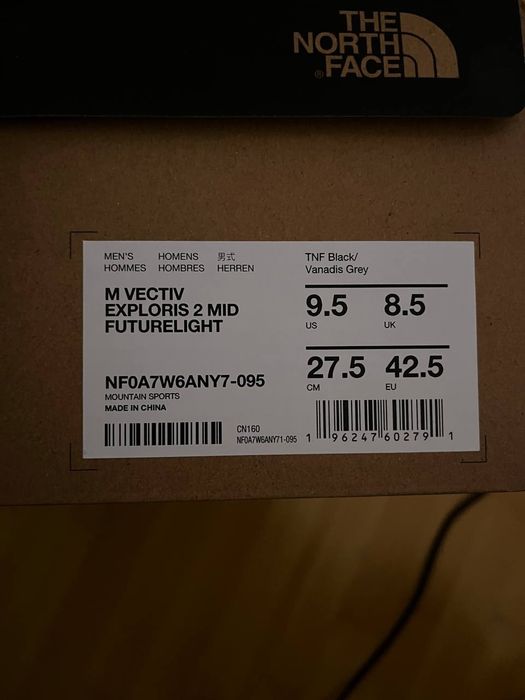 THE
NORTH
FACE
®
MEN'S HOMENS 男式
HOMMES HOMBRES HERREN
M VECTIV
EXPLORIS 2 MID
FUTURELIGHT
NF0A7W6ANY7-095
MOUNTAIN SPORTS
MADE IN CHINA
CN160
NF0A7W6ANY71-095
TNF Black/
Vanadis Grey
9.5 8.5
US UK
27.5 42.5
CM EU
1 96247 60279 1